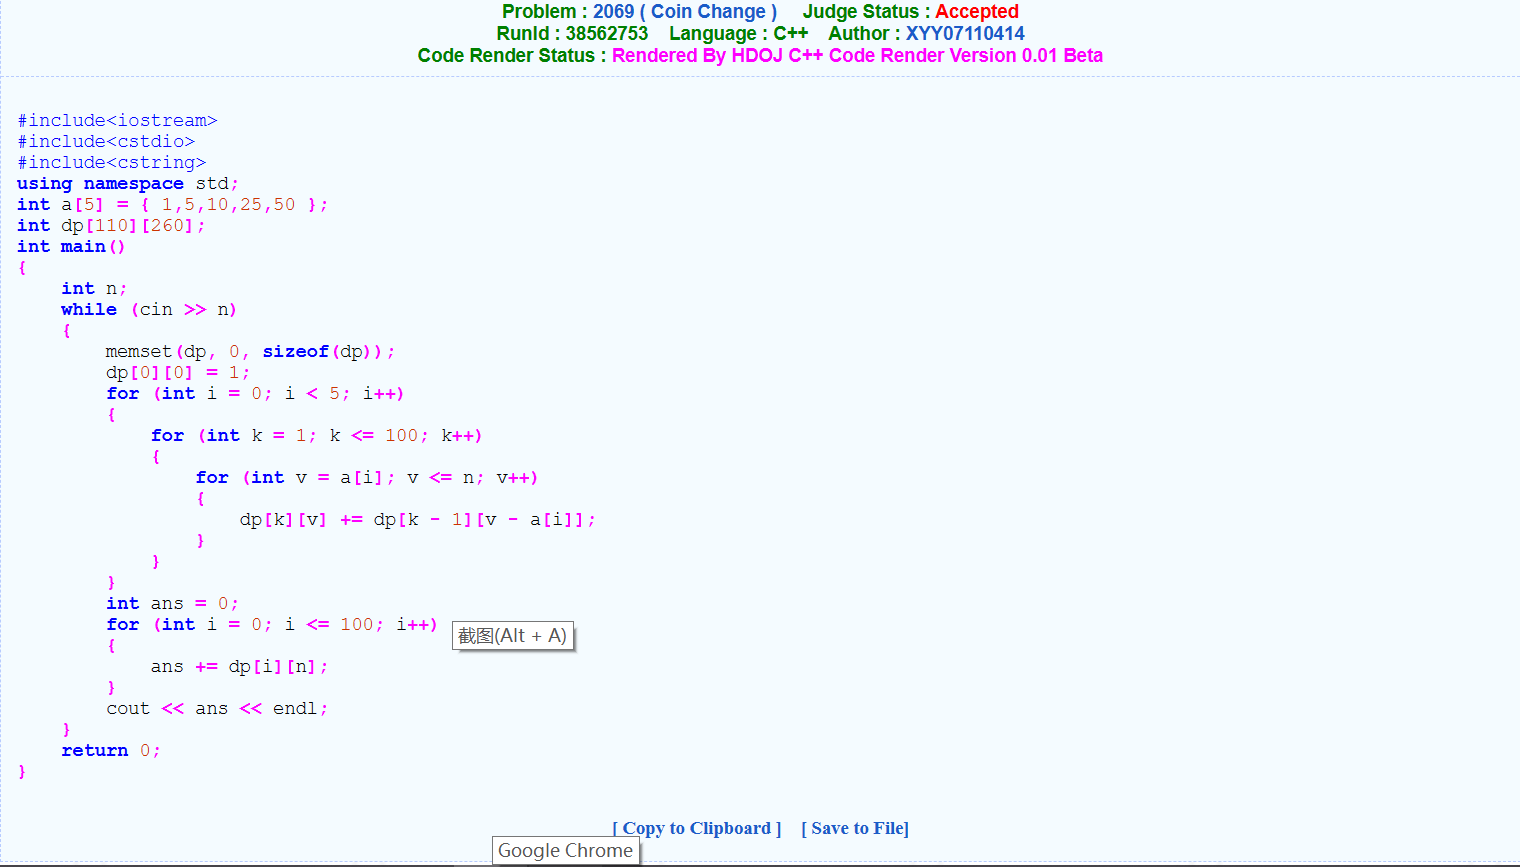 Problem : 2069 ( Coin Change ) Judge Status : Accepted
RunId : 38562753 Language : C++ Author : XYY07110414
Code Render Status : Rendered By HDOJ C++ Code Render Version 0.01 Beta
#include<iostream>
#include<cstdio>
#include<cstring>
using namespace std;
int a[5] = { 1,5,10,25,50 };
int dp[110][260];
int main()
{
    int n;
    while (cin >> n)
    {
        memset(dp, 0, sizeof(dp));
        dp[0][0] = 1;
        for (int i = 0; i < 5; i++)
        {
            for (int k = 1; k <= 100; k++)
            {
                for (int v = a[i]; v <= n; v++)
                {
                    dp[k][v] += dp[k - 1][v - a[i]];
                }
            }
        }
        int ans = 0;
        for (int i = 0; i <= 100; i++)
截图(Alt + A)
        {
            ans += dp[i][n];
        }
        cout << ans << endl;
    }
    return 0;
}
[ Copy to Clipboard ] [ Save to File]
Google Chrome